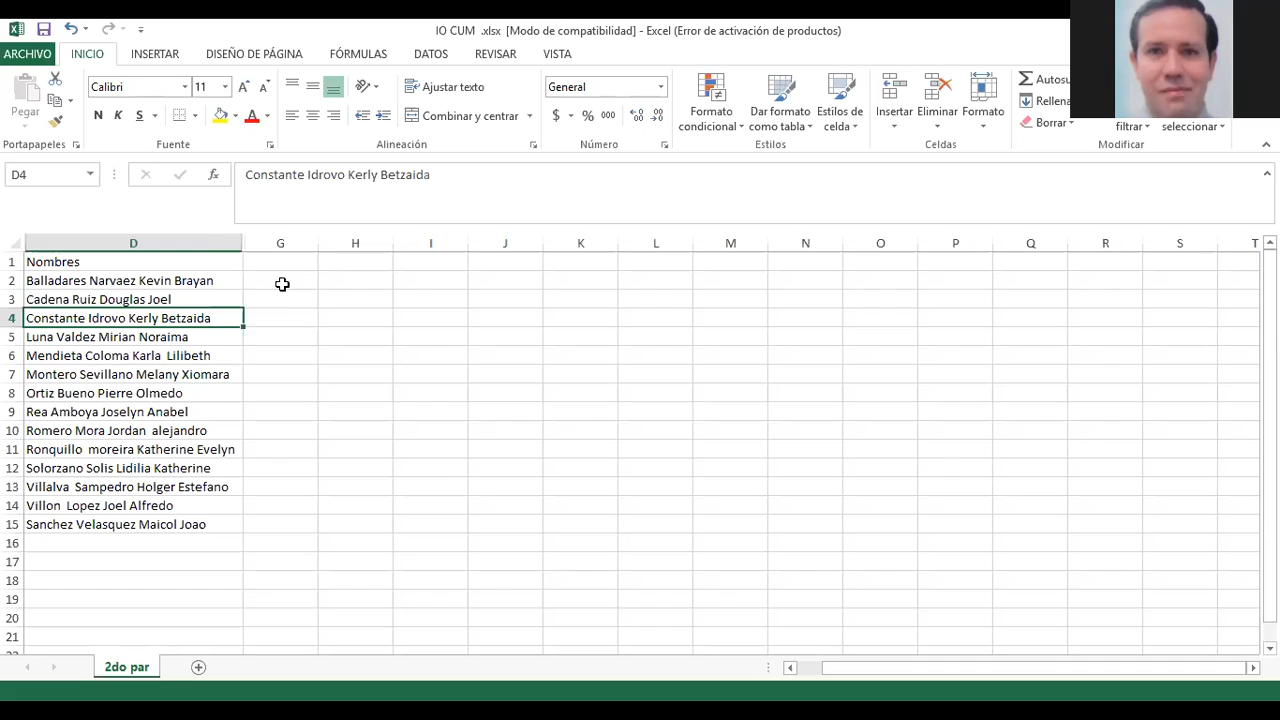 IO CUM .xlsx [Modo de compatibilidad] - Excel (Error de activación de productos)
ARCHIVO INICIO INSERTAR DISEÑO DE PÁGINA FÓRMULAS DATOS REVISAR VISTA
Pegar
Calibri 11
N K S
Ajustar texto
Combinar y centrar
General
$ % 000
Formato condicional
Dar formato como tabla
Estilos de celda
Insertar
Eliminar
Formato
Autosu
Rellena
Borrar
filtrar
seleccionar
Portapapeles Fuente Alineación Número Estilos Celdas Modificar
D4 fx Constante Idrovo Kerly Betzaida
D G H I J K L M N O P Q R S T
1 Nombres
2 Balladares Narvaez Kevin Brayan
3 Cadena Ruiz Douglas Joel
4 Constante Idrovo Kerly Betzaida
5 Luna Valdez Mirian Noraima
6 Mendieta Coloma Karla Lilibeth
7 Montero Sevillano Melany Xiomara
8 Ortiz Bueno Pierre Olmedo
9 Rea Amboya Joselyn Anabel
10 Romero Mora Jordan alejandro
11 Ronquillo moreira Katherine Evelyn
12 Solorzano Solis Lidilia Katherine
13 Villalva Sampedro Holger Estefano
14 Villon Lopez Joel Alfredo
15 Sanchez Velasquez Maicol Joao
16
17
18
19
20
21
2do par